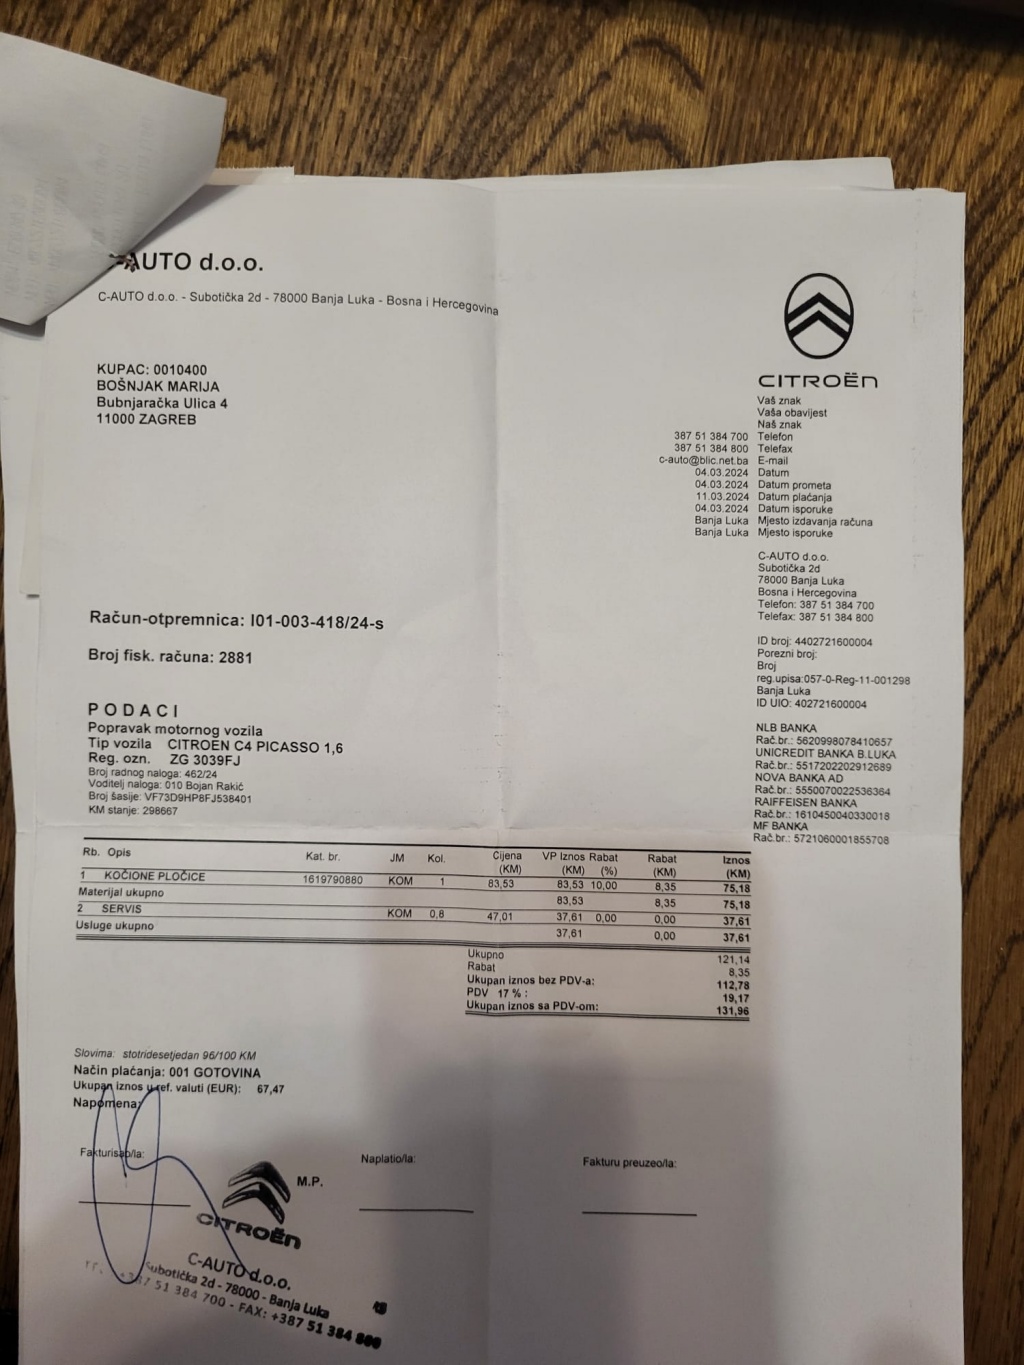 AUTO d.o.o.
C-AUTO d.o.o. - Subotička 2d - 78000 Banja Luka - Bosna i Hercegovina
KUPAC: 0010400
BOŠNJAK MARIJA
Bubnjaračka Ulica 4
11000 ZAGREB
CITROËN
Vaš znak
Vaša obavijest
Naš znak
387 51 384 700 Telefon
387 51 384 800 Telefax
c-auto@blic.net.ba E-mail
04.03.2024 Datum
04.03.2024 Datum prometa
11.03.2024 Datum plaćanja
04.03.2024 Datum isporuke
Banja Luka Mjesto izdavanja računa
Banja Luka Mjesto isporuke
C-AUTO d.o.o.
Subotička 2d
78000 Banja Luka
Bosna i Hercegovina
Telefon: 387 51 384 700
Telefax: 387 51 384 800
ID broj: 4402721600004
Porezni broj:
Broj
reg.upisa:057-0-Reg-11-001298
Banja Luka
ID UIO: 402721600004
NLB BANKA
Rač.br.: 5620998078410657
UNICREDIT BANKA B.LUKA
Rač.br.: 5517202202912689
NOVA BANKA AD
Rač.br.: 5550070022536364
RAIFFEISEN BANKA
Rač.br.: 1610450040330018
MF BANKA
Rač.br.: 5721060001855708
Račun-otpremnica: I01-003-418/24-s
Broj fisk. računa: 2881
P O D A C I
Popravak motornog vozila
Tip vozila CITROEN C4 PICASSO 1,6
Reg. ozn. ZG 3039FJ
Broj radnog naloga: 462/24
Voditelj naloga: 010 Bojan Rakić
Broj šasije: VF73D9HP8FJ538401
KM stanje: 298667
Rb. Opis Kat. br. JM Kol. Cijena (KM) VP Iznos (KM) Rabat (%) Rabat (KM) Iznos (KM)
1 KOČIONE PLOČICE 1619790880 KOM 1 83,53 83,53 10,00 8,35 75,18
Materijal ukupno 83,53 8,35 75,18
2 SERVIS KOM 0,8 47,01 37,61 0,00 0,00 37,61
Usluge ukupno 37,61 0,00 37,61
Ukupno 121,14
Rabat 8,35
Ukupan iznos bez PDV-a: 112,78
PDV 17 % : 19,17
Ukupan iznos sa PDV-om: 131,96
Slovima: stotridesetjedan 96/100 KM
Način plaćanja: 001 GOTOVINA
Ukupan iznos u ref. valuti (EUR): 67,47
Napomena:
Fakturisao/la:
M.P.
Naplatio/la:
Fakturu preuzeo/la:
CITROËN
C-AUTO d.o.o.
Subotička 2d - 78000 - Banja Luka
+387 51 384 700 - FAX: +387 51 384 800